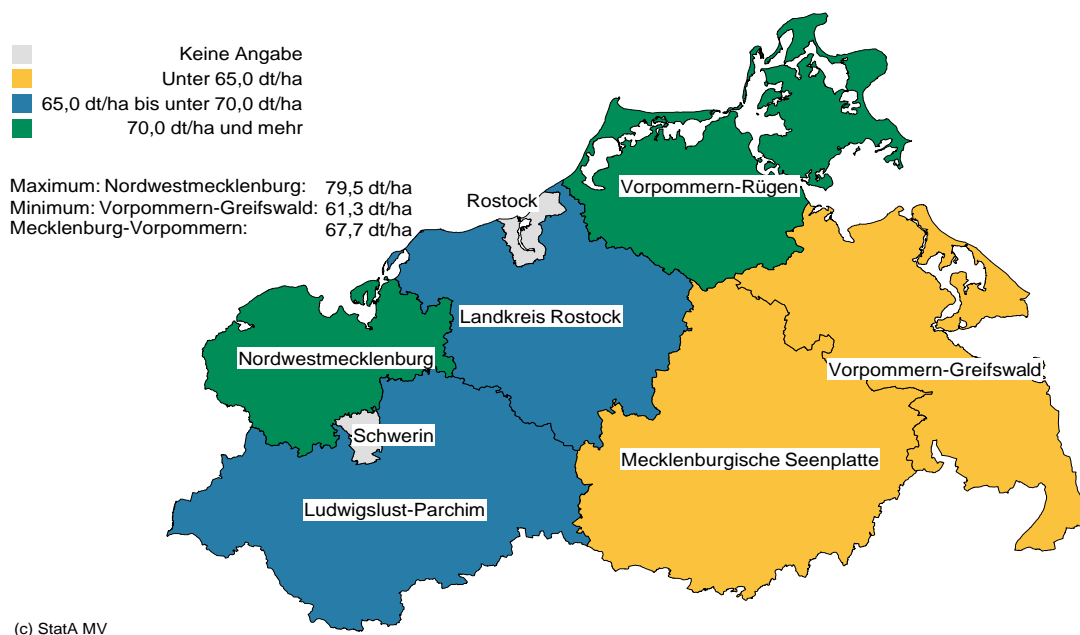 Keine Angabe
Unter 65,0 dt/ha
65,0 dt/ha bis unter 70,0 dt/ha
70,0 dt/ha und mehr
Maximum: Nordwestmecklenburg: 79,5 dt/ha
Minimum: Vorpommern-Greifswald: 61,3 dt/ha
Mecklenburg-Vorpommern: 67,7 dt/ha
Vorpommern-Rügen
Rostock
Landkreis Rostock
Nordwestmecklenburg
Vorpommern-Greifswald
Schwerin
Mecklenburgische Seenplatte
Ludwigslust-Parchim
(c) StatA MV